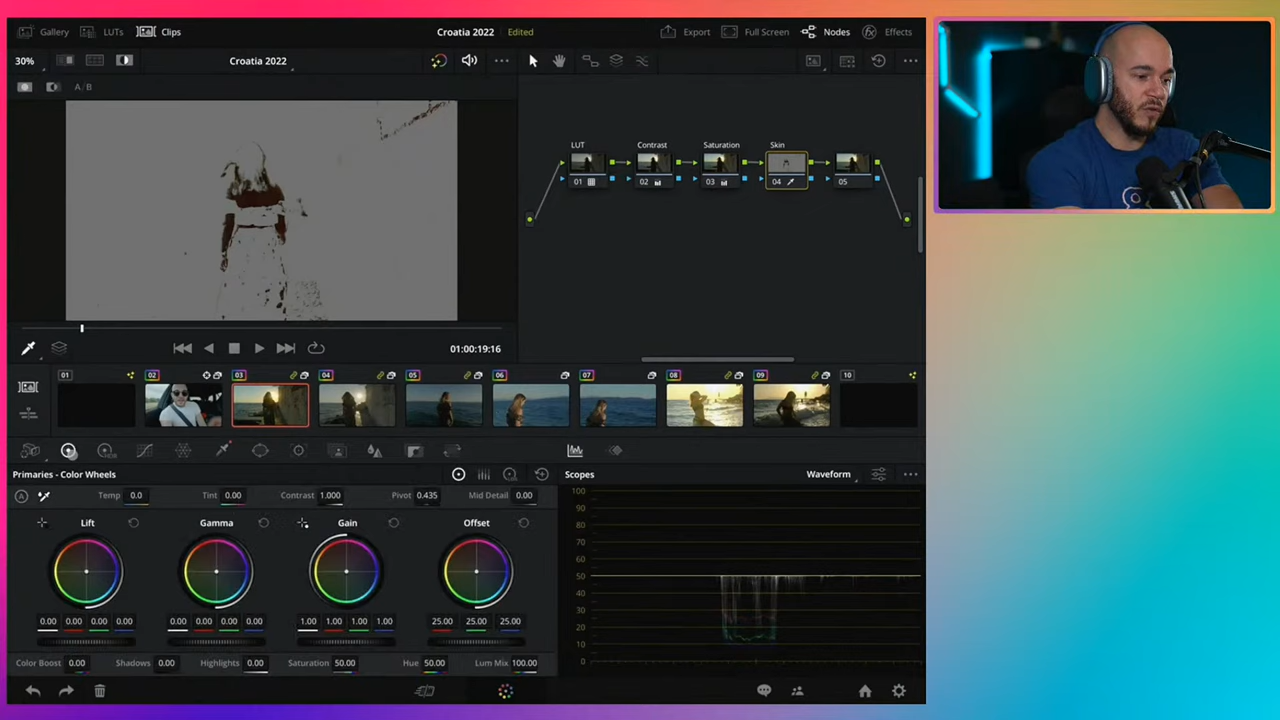 Gallery LUTs Clips Croatia 2022 Edited Export Full Screen Nodes Effects
30% Croatia 2022
A/B
LUT Contrast Saturation Skin
01 02 03 04 05
01:00:19:16
01 02 03 04 05 06 07 08 09 10
Primaries - Color Wheels
Scopes Waveform
A Temp 0.0 Tint 0.00 Contrast 1.000 Pivot 0.435 Mid Detail 0.00
Lift Gamma Gain Offset
0.00 0.00 0.00 0.00 0.00 0.00 0.00 0.00 1.00 1.00 1.00 1.00 25.00 25.00 25.00
Color Boost 0.00 Shadows 0.00 Highlights 0.00 Saturation 50.00 Hue 50.00 Lum Mix 100.00
100
90
80
70
60
50
40
30
20
10
0